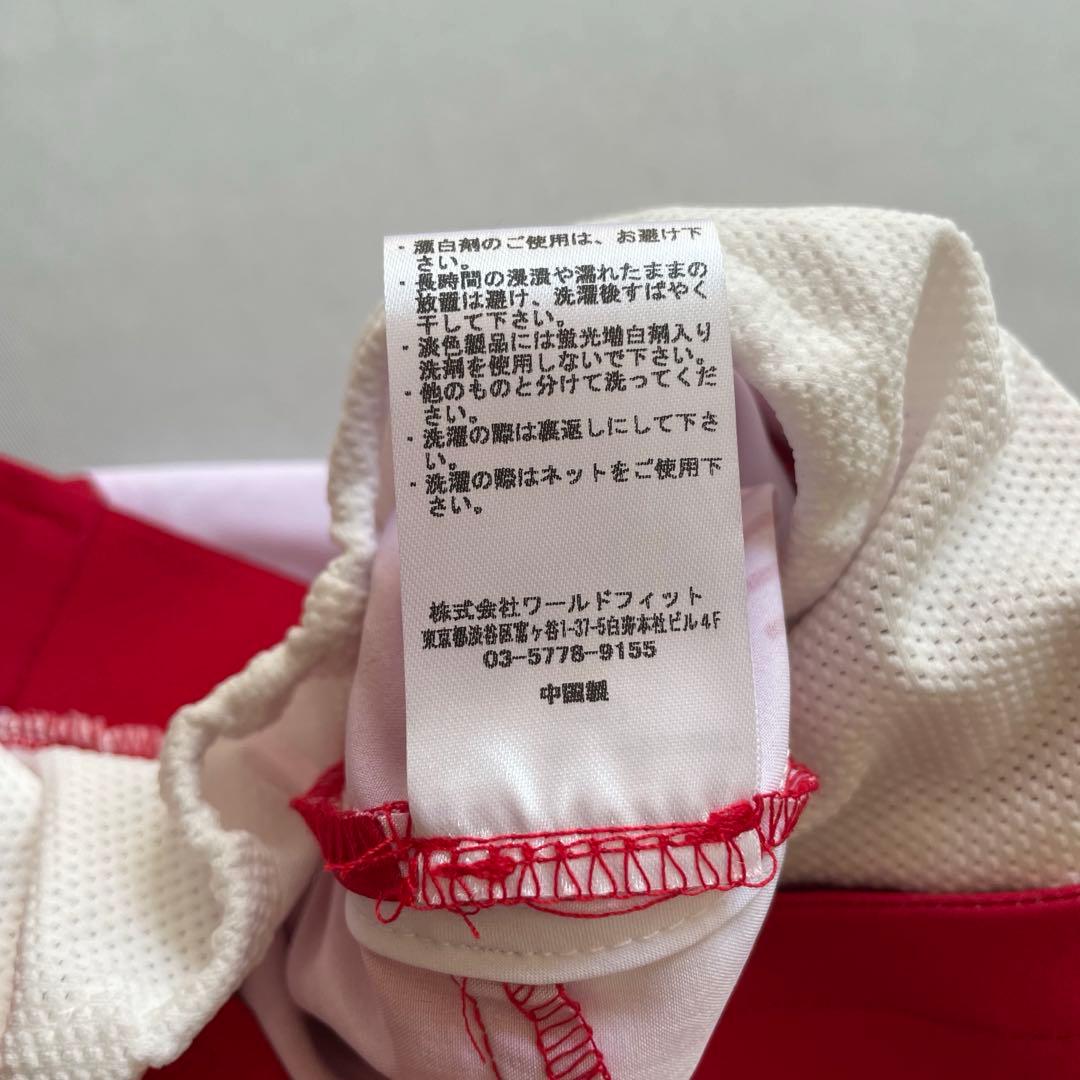 ・漂白剤のご使用は、お避け下
さい。
・長時間の浸漬や濡れたままの
放置は避け、洗濯後すばやく
干して下さい。
・淡色製品には蛍光増白剤入り
洗剤を使用しないで下さい。
・他のものと分けて洗ってくだ
さい。
・洗濯の際は裏返しにして下さ
い。
・洗濯の際はネットをご使用下
さい。
株式会社ワールドフィット
東京都渋谷区富ヶ谷1-37-5白寿本社ビル4F
03-5778-9155
中国製